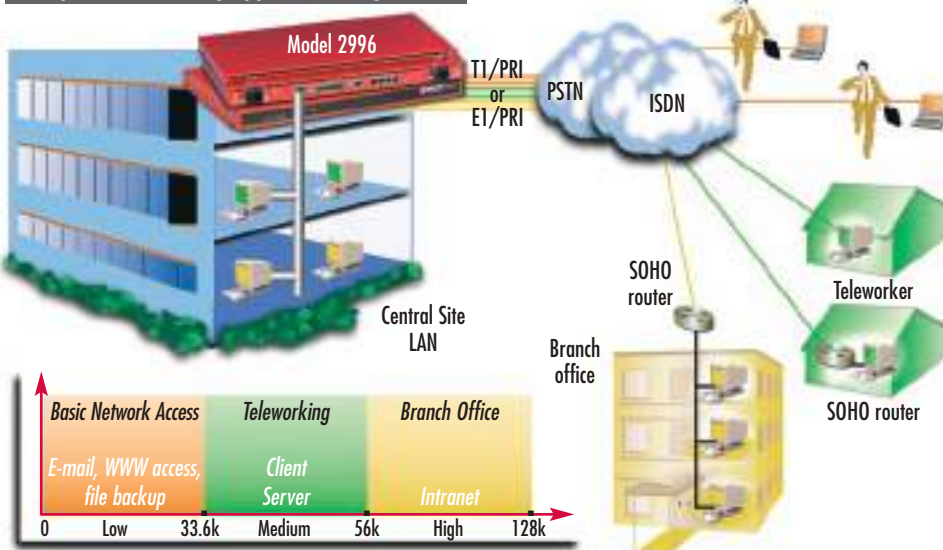 Model 2996
T1/PRI
or
E1/PRI
PSTN
ISDN
SOHO
router
Teleworker
Central Site
LAN
Branch
office
SOHO router
Basic Network Access
Teleworking
Branch Office
E-mail, WWW access,
file backup
Client
Server
Intranet
0 Low 33.6k Medium 56k High 128k